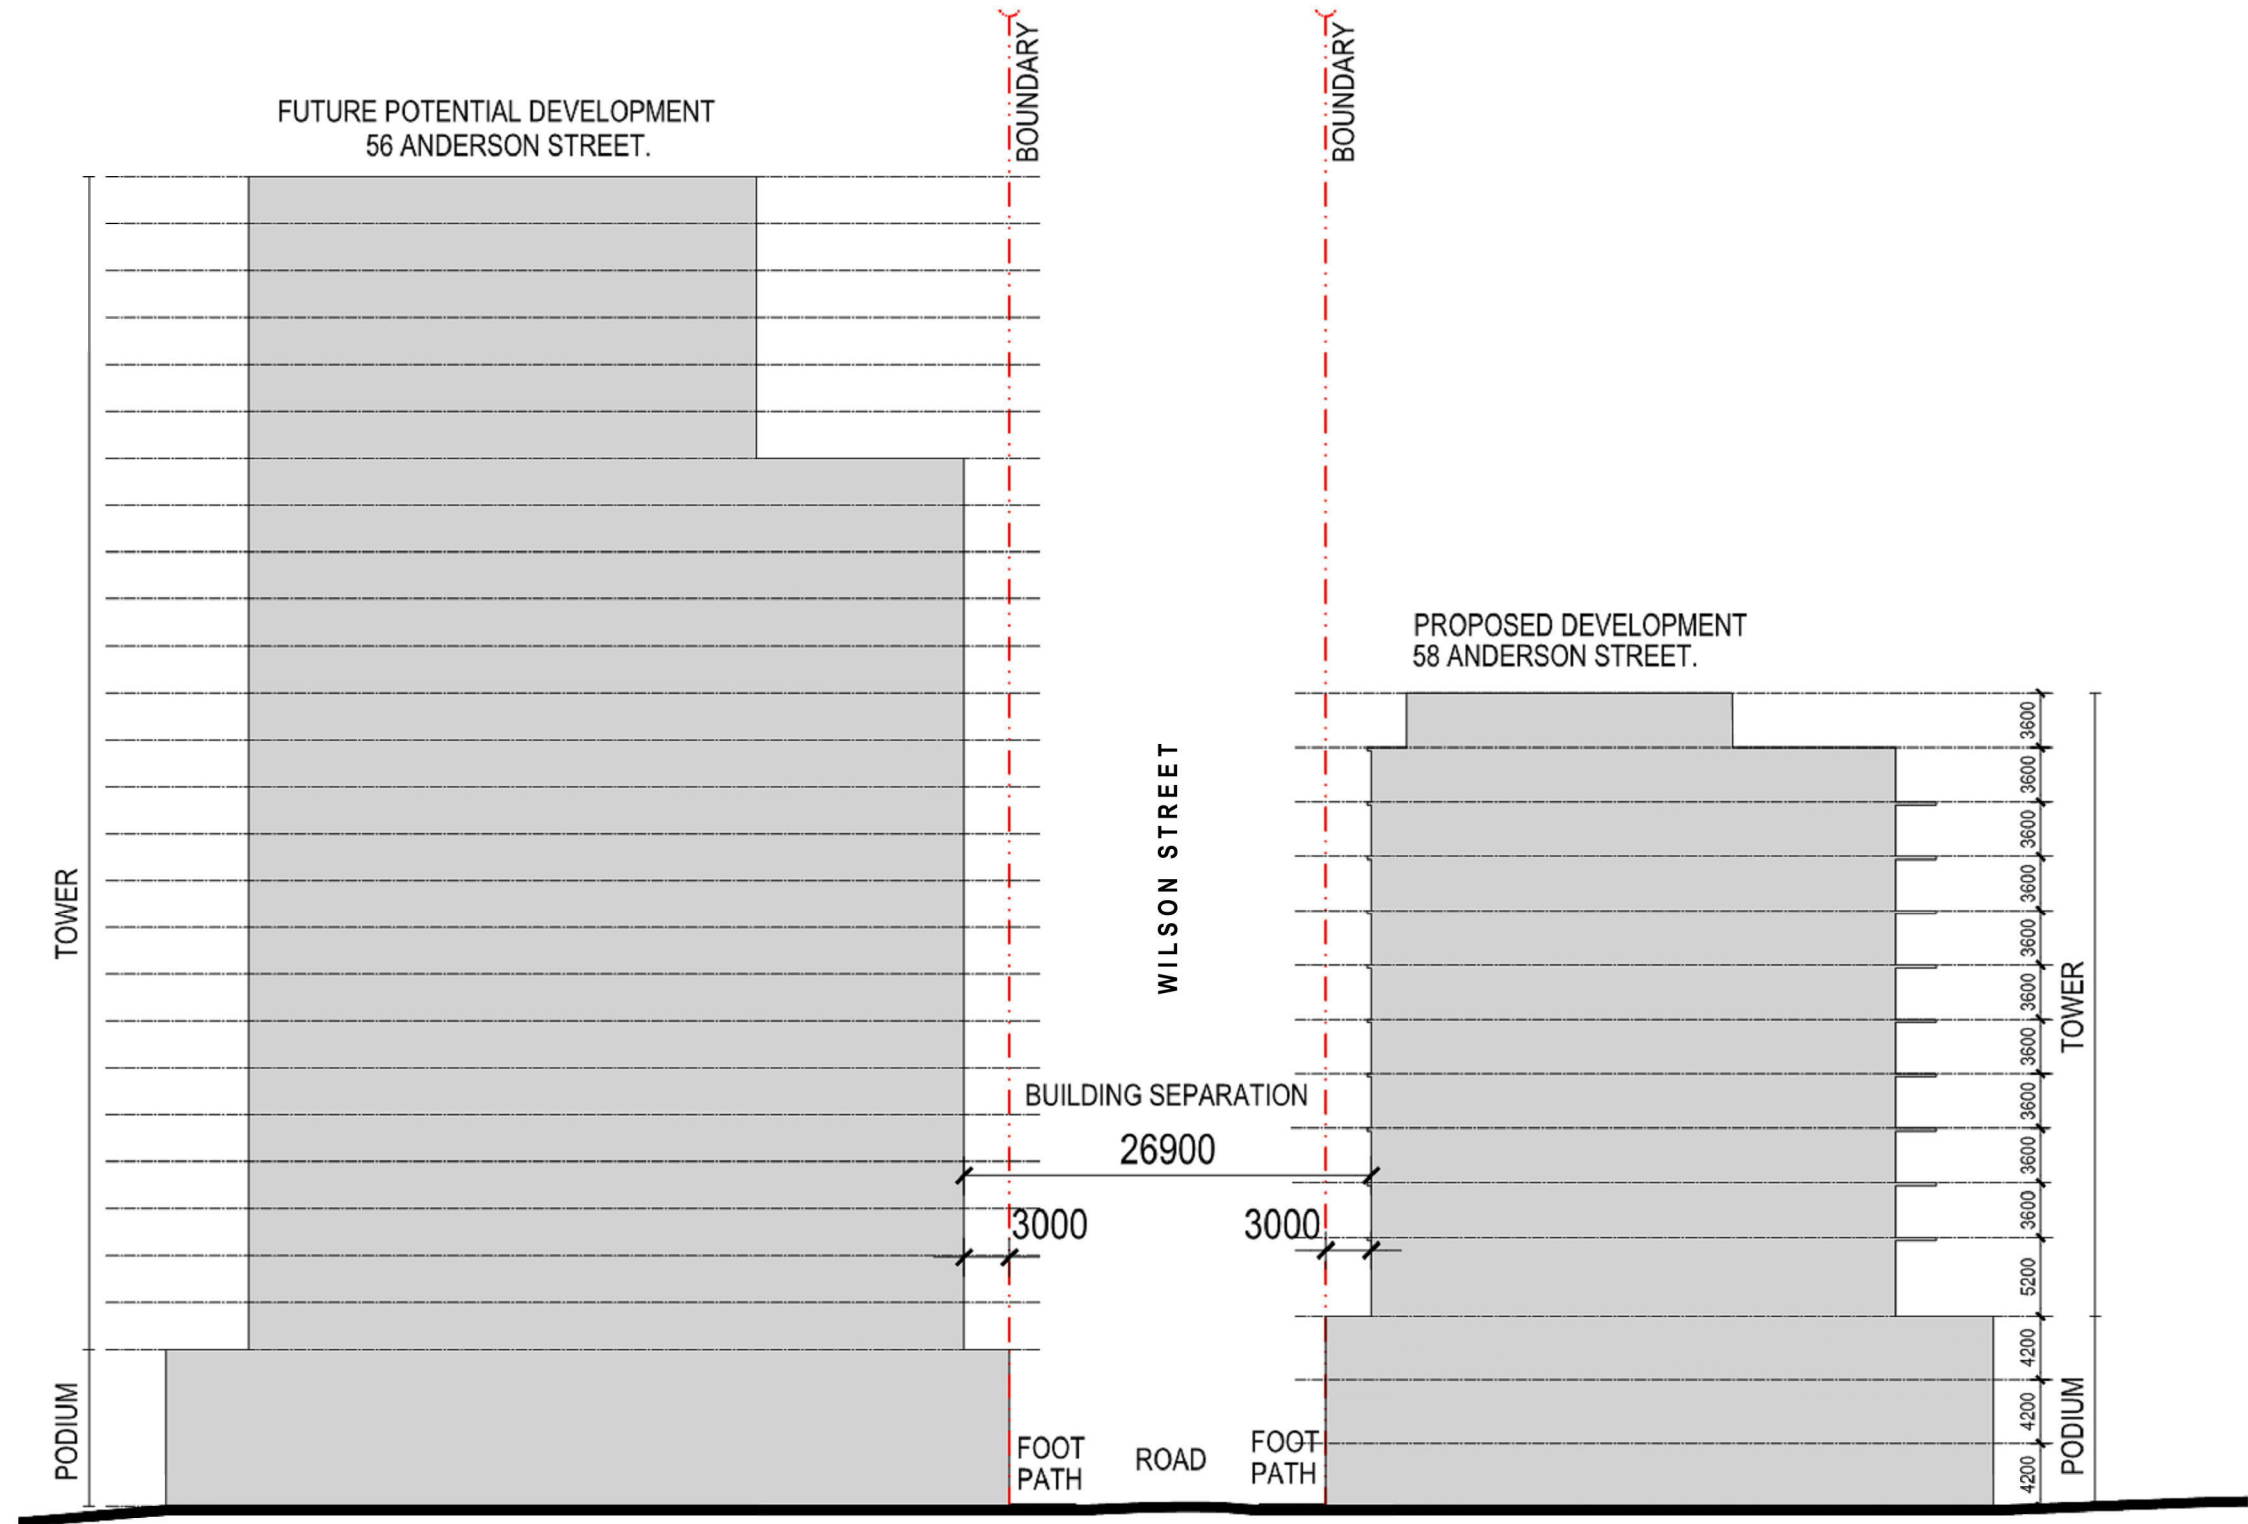 BOUNDARY
BOUNDARY
FUTURE POTENTIAL DEVELOPMENT
56 ANDERSON STREET.
PROPOSED DEVELOPMENT
58 ANDERSON STREET.
TOWER
PODIUM
WILSON STREET
BUILDING SEPARATION
26900
3000
3000
FOOT
PATH
ROAD
FOOT
PATH
3600
3600
3600
3600
3600
3600
3600
3600
3600
3600
5200
4200
4200
4200
TOWER
PODIUM